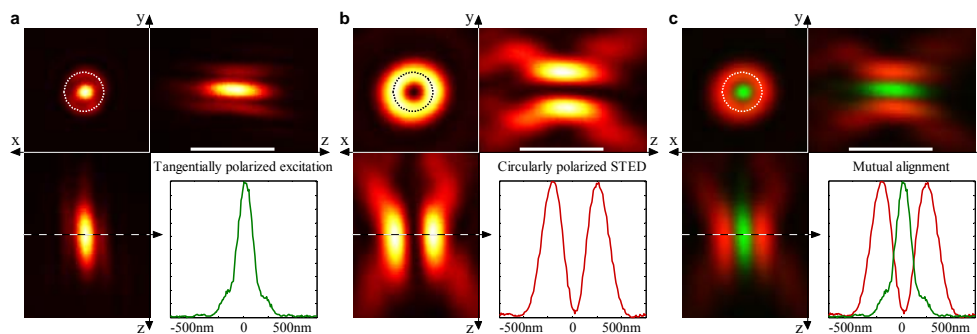 a
y
b
y
c
y
x
z
x
z
x
z
Tangentially polarized excitation
Circularly polarized STED
Mutual alignment
z
-500nm
0
500nm
z
-500nm
0
500nm
z
-500nm
0
500nm